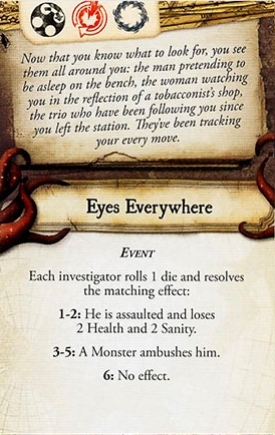 Now that you know what to look for, you see
them all around you: the man pretending to
be asleep on the bench, the woman watching
you in the reflection of a tobacconist's shop,
the trio who have been following you since
you left the station. They've been tracking
your every move.
Eyes Everywhere
EVENT
Each investigator rolls 1 die and resolves
the matching effect:
1-2: He is assaulted and loses
2 Health and 2 Sanity.
3-5: A Monster ambushes him.
6: No effect.